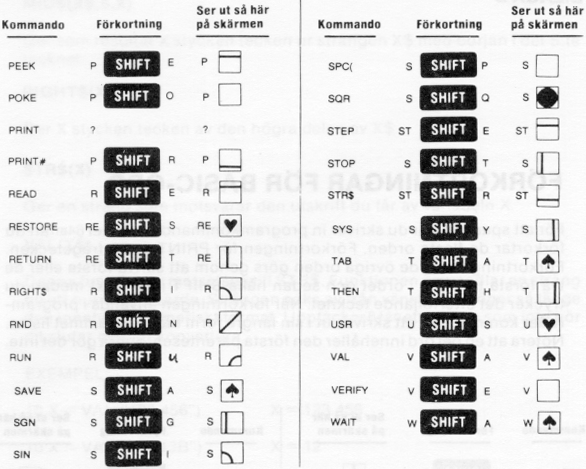 Kommando Förkortning Ser ut så här på skärmen
PEEK P SHIFT E P
POKE P SHIFT O P
PRINT ? ?
PRINT# P SHIFT R P
READ R SHIFT
RESTORE RE SHIFT S RE ♥
RETURN RE SHIFT T RE
SHIFT
RND R SHIFT N R
RUN R SHIFT u R
SAVE S SHIFT A S ♠
SGN S SHIFT G S
SIN S SHIFT I S
Kommando Förkortning Ser ut så här på skärmen
SPC( S SHIFT P S
SQR S SHIFT Q S
STEP ST SHIFT E ST
STOP S SHIFT T S
STR$ ST SHIFT R ST
SYS S SHIFT Y S
TAB T SHIFT A T ♠
SHIFT
USR U SHIFT S U ♥
VAL V SHIFT A V ♠
VERIFY V SHIFT E V
WAIT W SHIFT A W ♠